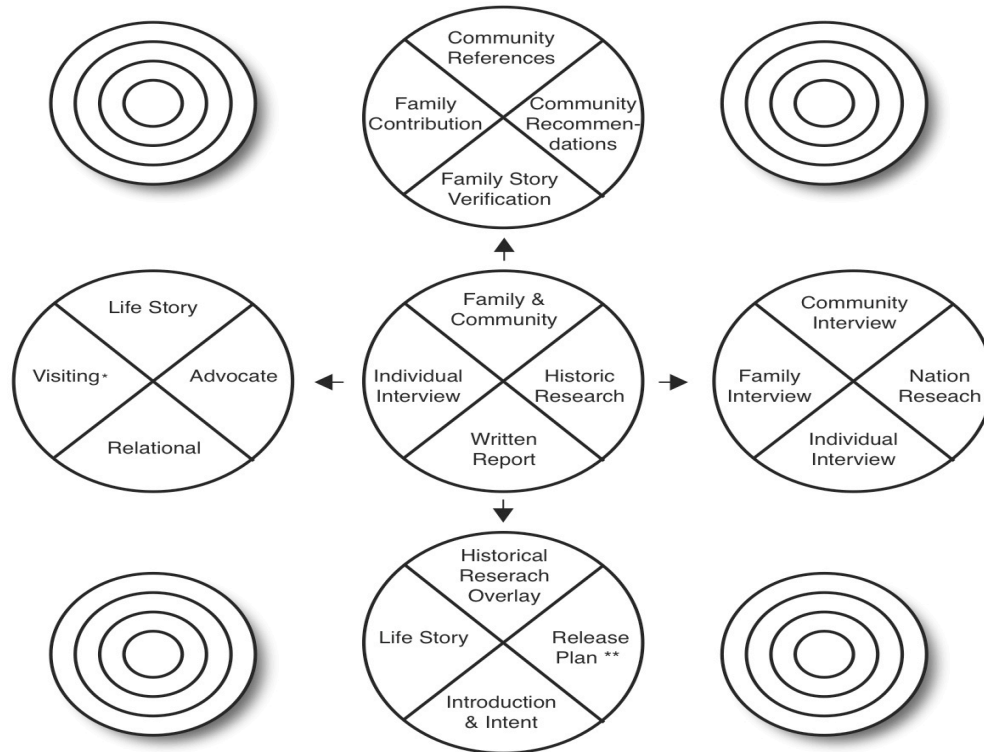 Community
References
Family
Contribution
Community
Recommen-
dations
Family Story
Verification
Life Story
Visiting*
Advocate
Relational
Family &
Community
Individual
Interview
Historic
Research
Written
Report
Community
Interview
Family
Interview
Nation
Reseach
Individual
Interview
Historical
Reserach
Overlay
Life Story
Release
Plan **
Introduction
& Intent